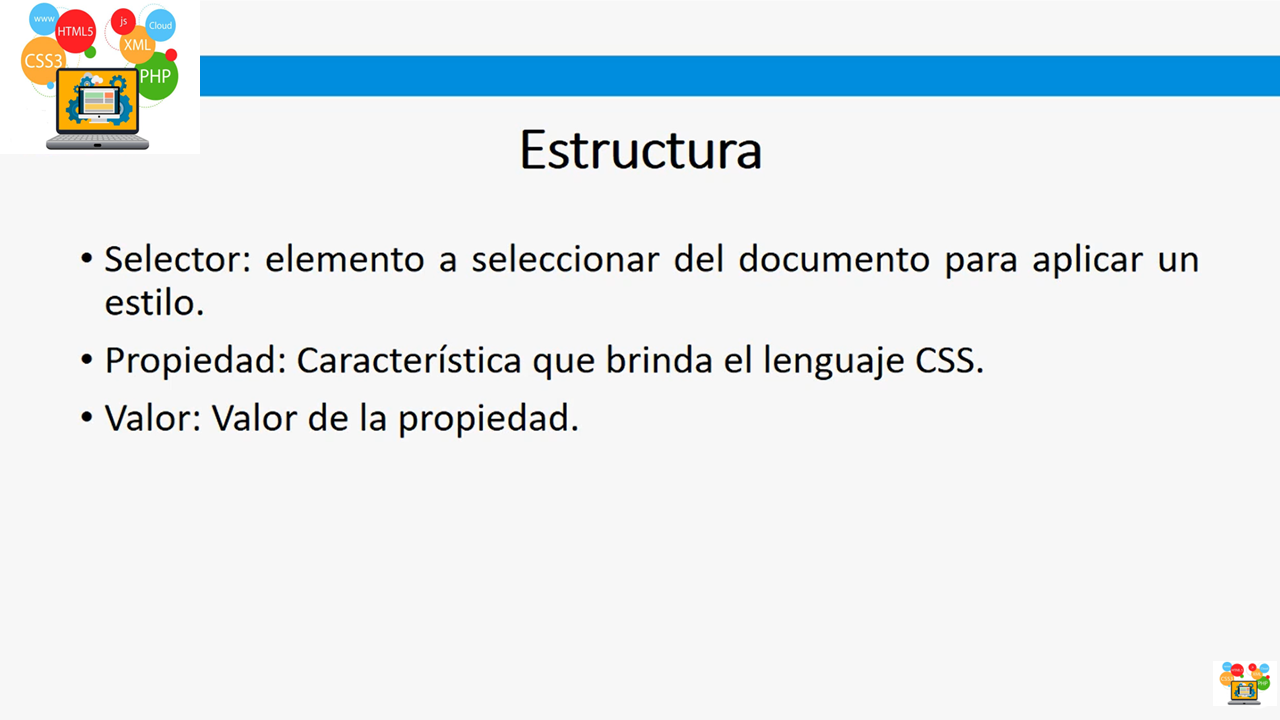 www
HTML5
js
Cloud
XML
CSS3
PHP
Estructura
• Selector: elemento a seleccionar del documento para aplicar un
estilo.
• Propiedad: Característica que brinda el lenguaje CSS.
• Valor: Valor de la propiedad.
PHP